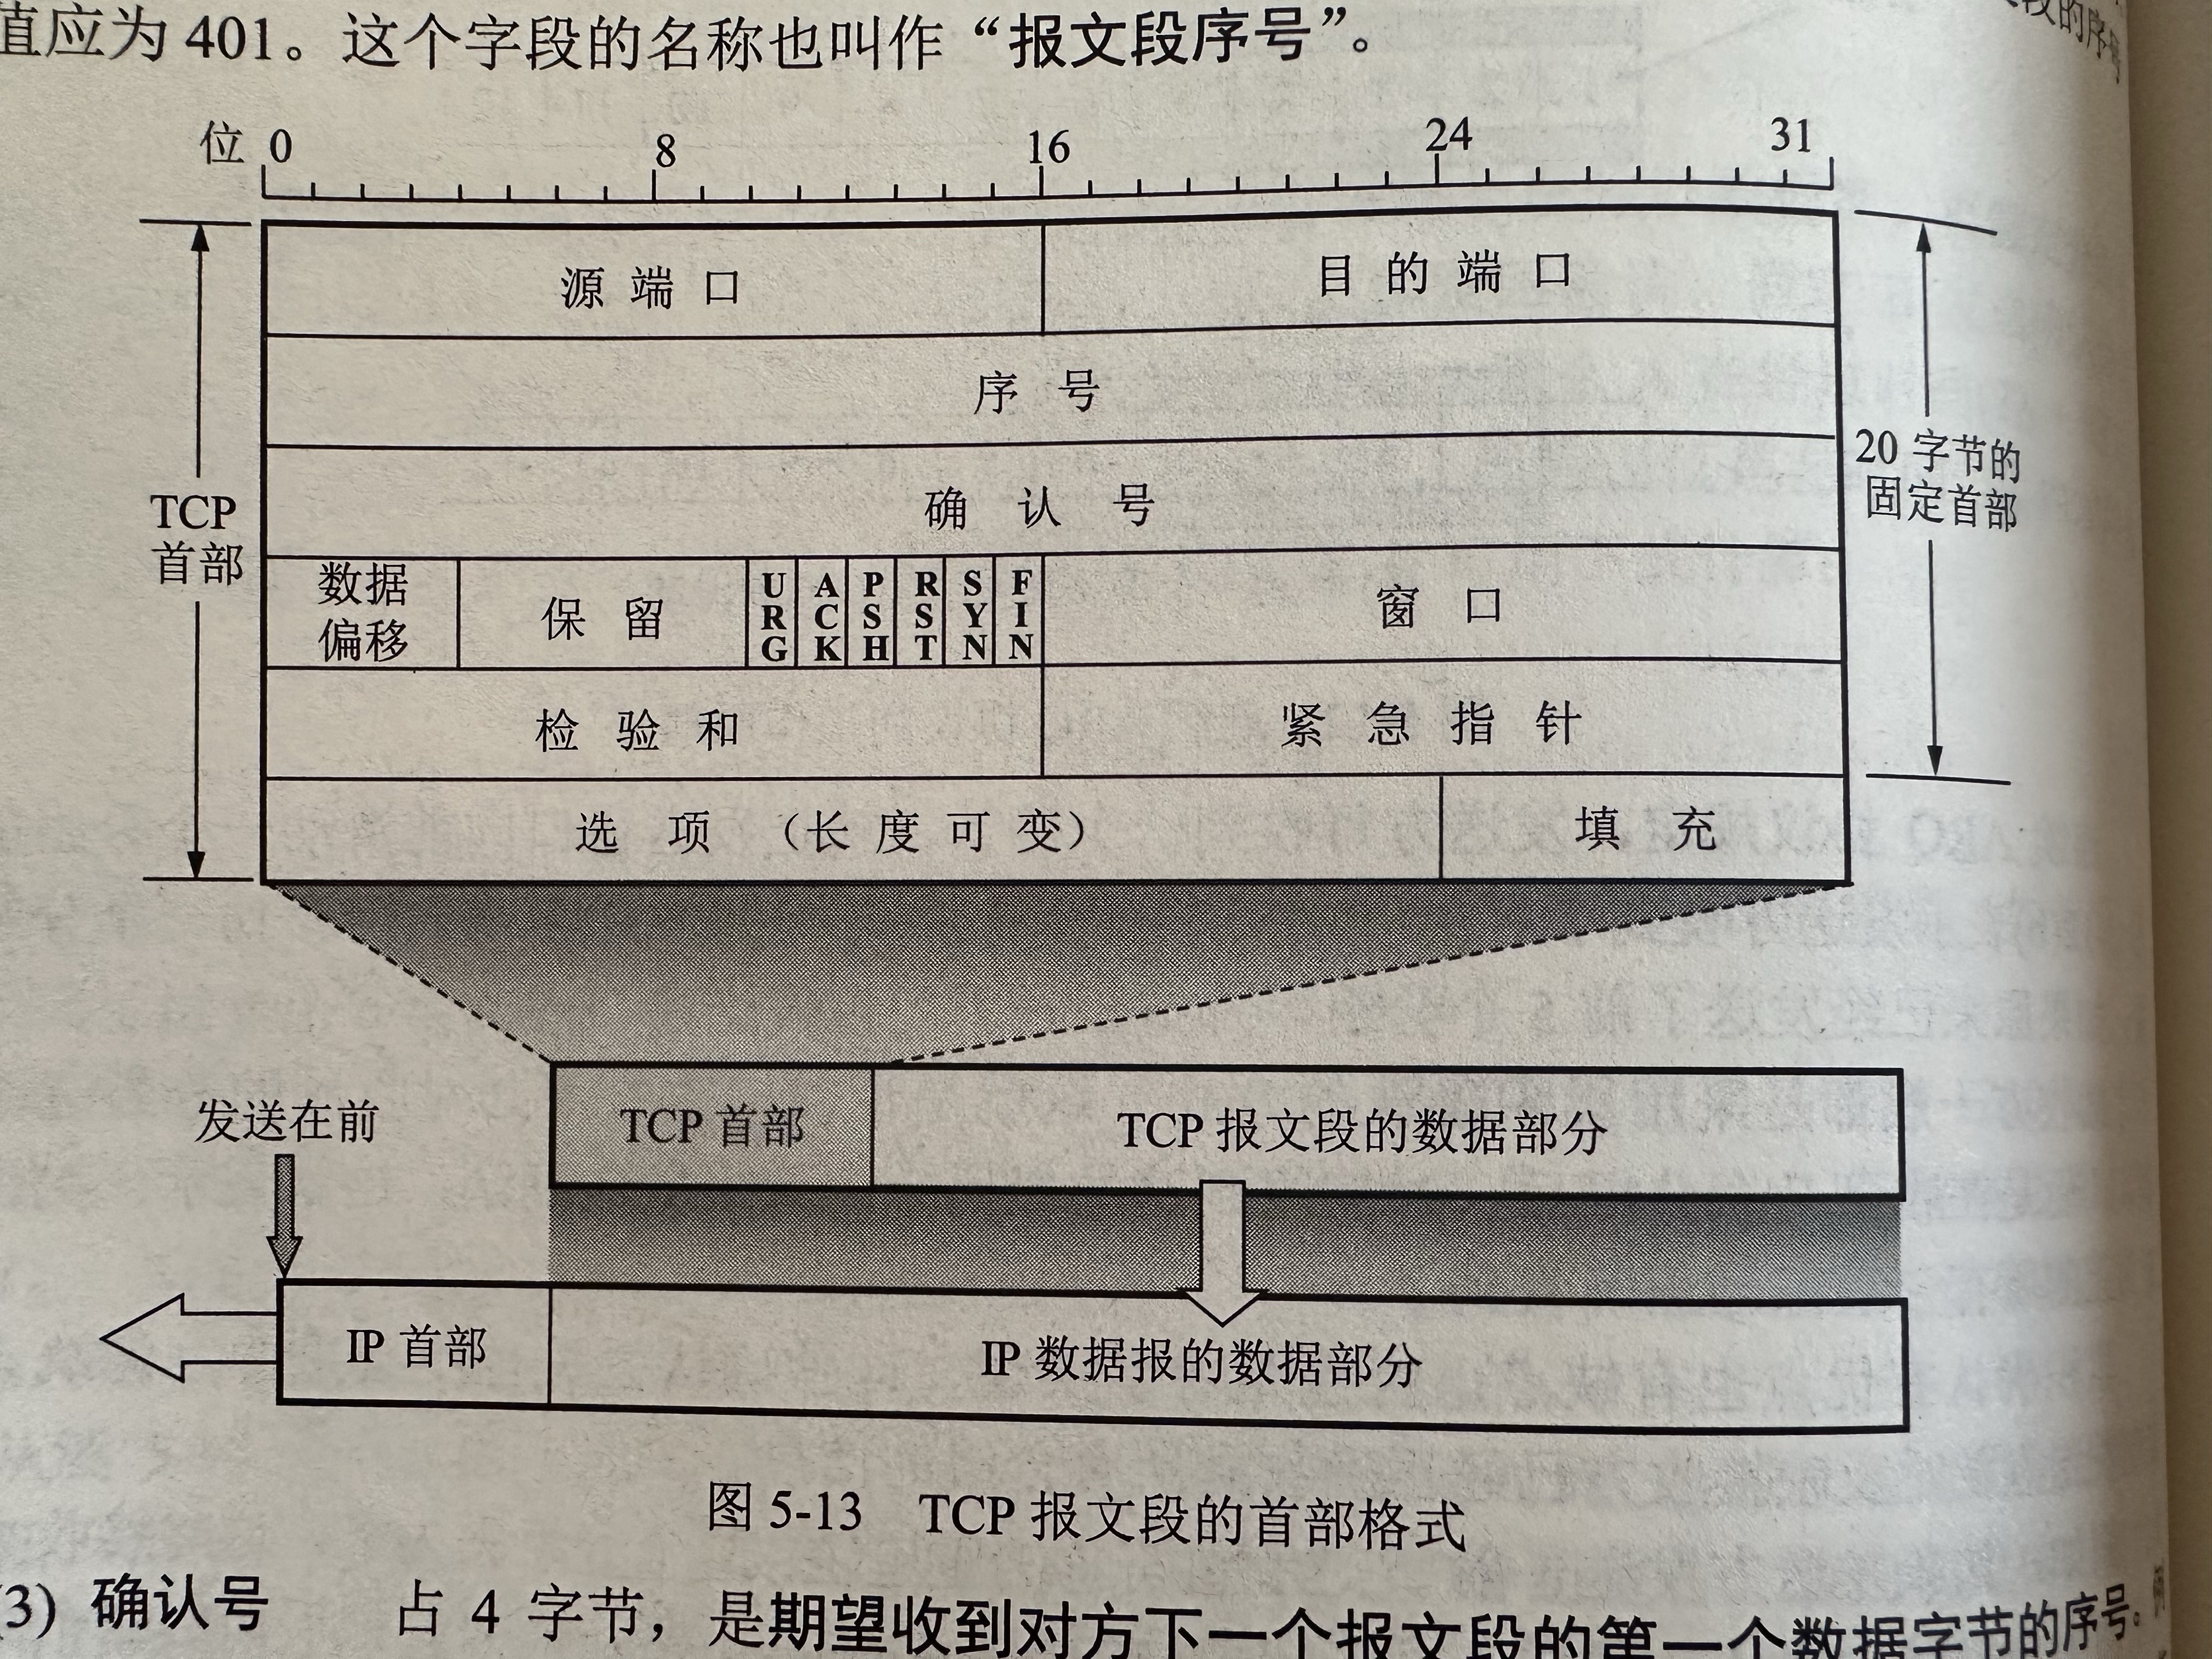 值应为 401。这个字段的名称也叫作“报文段序号”。
段的序号
位 0 8 16 24 31
源端口 目的端口
序号
确认号
TCP
首部
20 字节的
固定首部
数据
偏移
保留
URG ACK PSH RST SYN FIN
窗口
检验和 紧急指针
选项（长度可变） 填充
发送在前
TCP 首部 TCP 报文段的数据部分
IP 首部 IP 数据报的数据部分
图 5-13 TCP 报文段的首部格式
(3) 确认号 占 4 字节，是期望收到对方下一个报文段的第一个数据字节的序号。